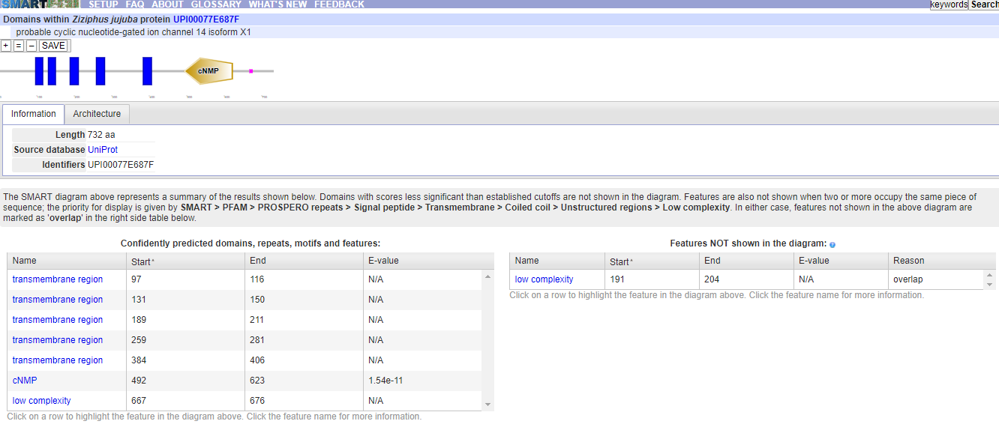 SMART SETUP FAQ ABOUT GLOSSARY WHAT'S NEW FEEDBACK keywords Search
Domains within Ziziphus jujuba protein UPI00077E687F
probable cyclic nucleotide-gated ion channel 14 isoform X1
+ = – SAVE
cNMP
Information Architecture
Length 732 aa
Source database UniProt
Identifiers UPI00077E687F
The SMART diagram above represents a summary of the results shown below. Domains with scores less significant than established cutoffs are not shown in the diagram. Features are also not shown when two or more occupy the same piece of
sequence; the priority for display is given by SMART > PFAM > PROSPERO repeats > Signal peptide > Transmembrane > Coiled coil > Unstructured regions > Low complexity. In either case, features not shown in the above diagram are
marked as 'overlap' in the right side table below.
Confidently predicted domains, repeats, motifs and features:
Name Start End E-value
transmembrane region 97 116 N/A
transmembrane region 131 150 N/A
transmembrane region 189 211 N/A
transmembrane region 259 281 N/A
transmembrane region 384 406 N/A
cNMP 492 623 1.54e-11
low complexity 667 676 N/A
Click on a row to highlight the feature in the diagram above. Click the feature name for more information.
Features NOT shown in the diagram:
Name Start End E-value Reason
low complexity 191 204 N/A overlap
Click on a row to highlight the feature in the diagram above. Click the feature name for more information.